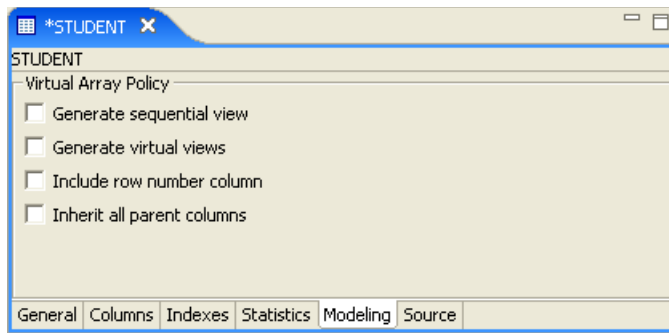 *STUDENT
STUDENT
Virtual Array Policy
Generate sequential view
Generate virtual views
Include row number column
Inherit all parent columns
General Columns Indexes Statistics Modeling Source